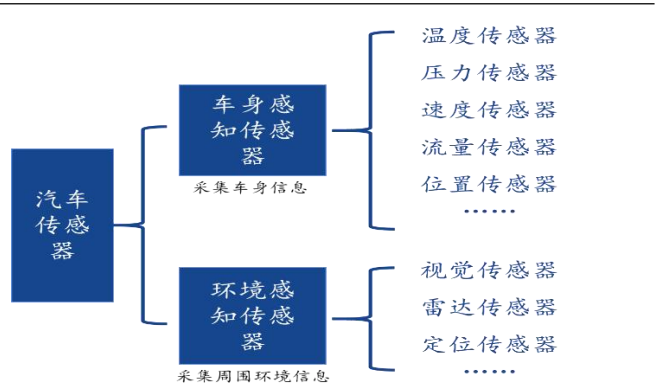 汽车
传感
器
车身感
知传感
器
采集车身信息
温度传感器
压力传感器
速度传感器
流量传感器
位置传感器
……
环境感
知传感
器
采集周围环境信息
视觉传感器
雷达传感器
定位传感器
……